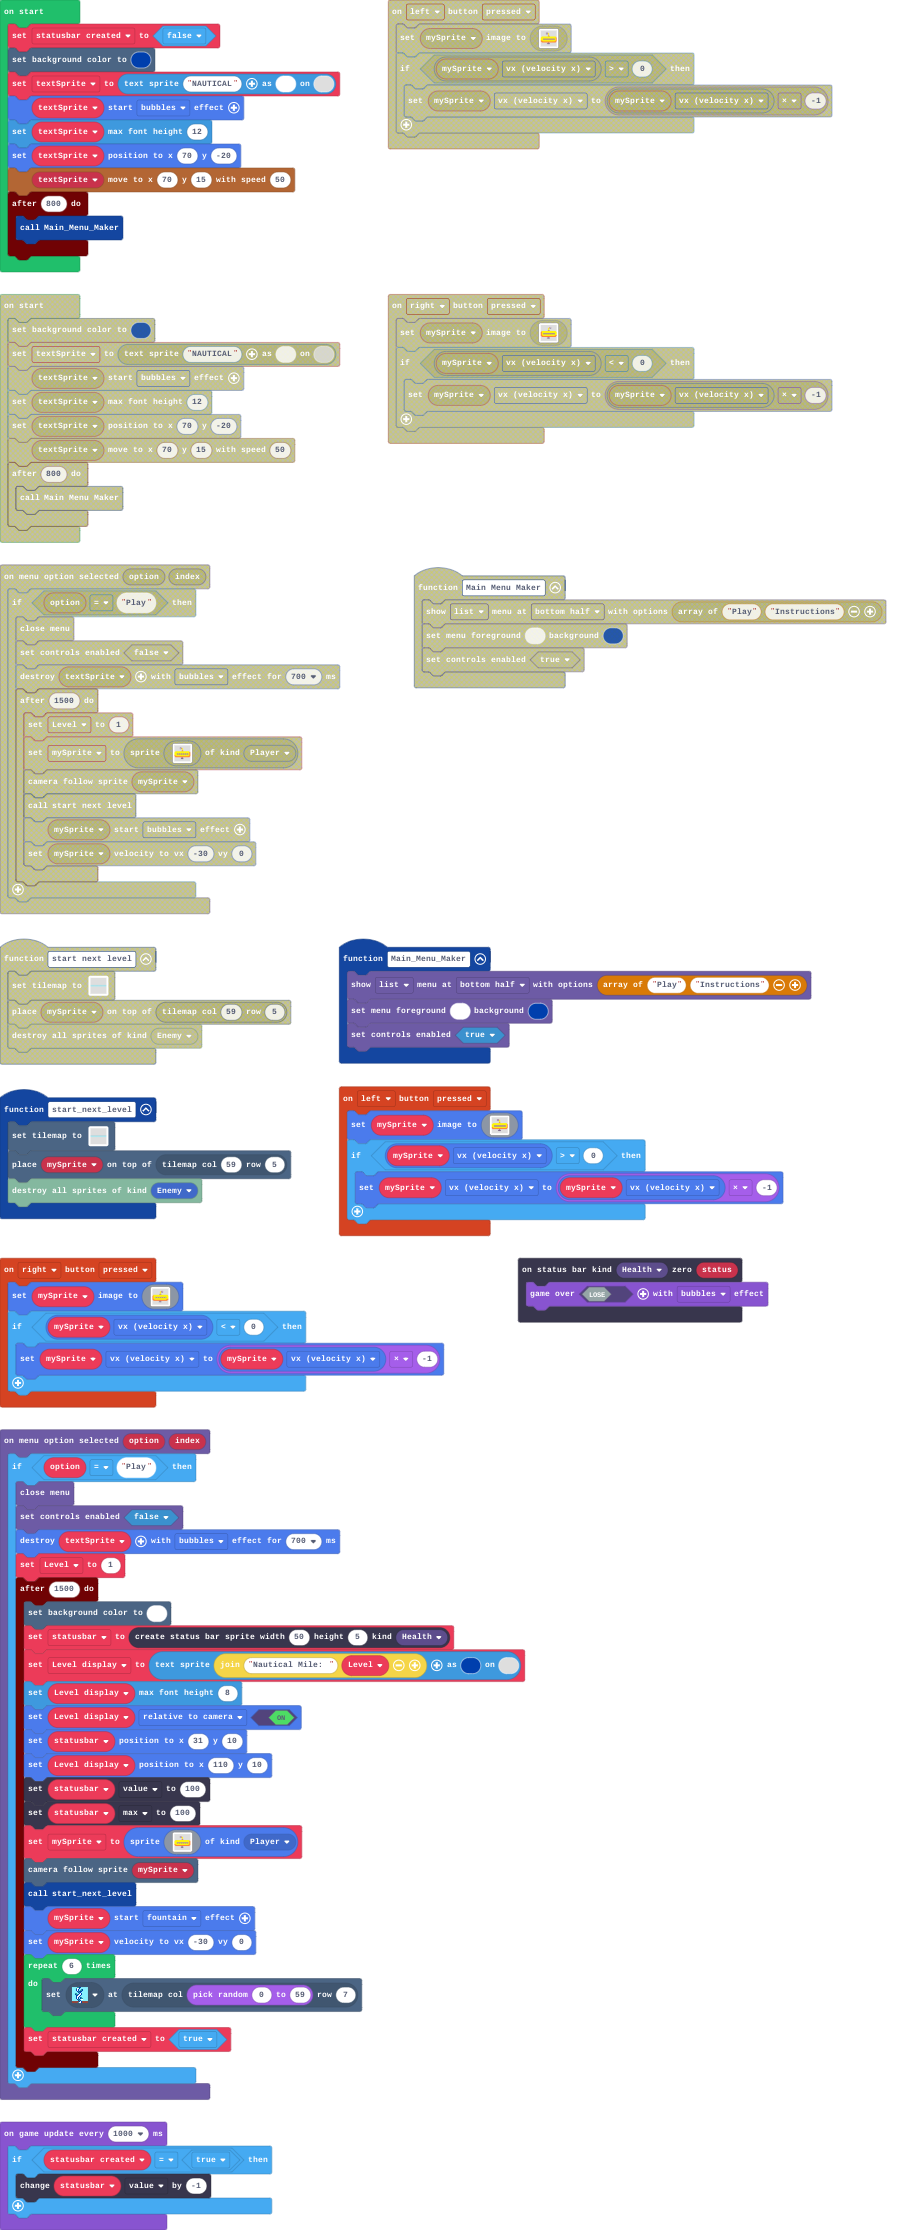 on start
set statusbar created to false
set background color to
set textSprite to text sprite "NAUTICAL" as on
textSprite start bubbles effect
set textSprite max font height 12
set textSprite position to x 70 y -20
textSprite move to x 70 y 15 with speed 50
after 800 do
call Main_Menu_Maker
on left button pressed
set mySprite image to
if mySprite vx (velocity x) > 0 then
set mySprite vx (velocity x) to mySprite vx (velocity x) × -1
on start
set background color to
set textSprite to text sprite "NAUTICAL" as on
textSprite start bubbles effect
set textSprite max font height 12
set textSprite position to x 70 y -20
textSprite move to x 70 y 15 with speed 50
after 800 do
call Main Menu Maker
on right button pressed
set mySprite image to
if mySprite vx (velocity x) < 0 then
set mySprite vx (velocity x) to mySprite vx (velocity x) × -1
on menu option selected option index
if option = "Play" then
close menu
set controls enabled false
destroy textSprite with bubbles effect for 700 ms
after 1500 do
set Level to 1
set mySprite to sprite of kind Player
camera follow sprite mySprite
call start next level
mySprite start bubbles effect
set mySprite velocity to vx -30 vy 0
function Main Menu Maker
show list menu at bottom half with options array of "Play" "Instructions"
set menu foreground background
set controls enabled true
function start next level
set tilemap to
place mySprite on top of tilemap col 59 row 5
destroy all sprites of kind Enemy
function Main_Menu_Maker
show list menu at bottom half with options array of "Play" "Instructions"
set menu foreground background
set controls enabled true
function start_next_level
set tilemap to
place mySprite on top of tilemap col 59 row 5
destroy all sprites of kind Enemy
on left button pressed
set mySprite image to
if mySprite vx (velocity x) > 0 then
set mySprite vx (velocity x) to mySprite vx (velocity x) × -1
on right button pressed
set mySprite image to
if mySprite vx (velocity x) < 0 then
set mySprite vx (velocity x) to mySprite vx (velocity x) × -1
on status bar kind Health zero status
game over LOSE with bubbles effect
on menu option selected option index
if option = "Play" then
close menu
set controls enabled false
destroy textSprite with bubbles effect for 700 ms
set Level to 1
after 1500 do
set background color to
set statusbar to create status bar sprite width 50 height 5 kind Health
set Level display to text sprite join "Nautical Mile: " Level as on
set Level display max font height 8
set Level display relative to camera ON
set statusbar position to x 31 y 10
set Level display position to x 110 y 10
set statusbar value to 100
set statusbar max to 100
set mySprite to sprite of kind Player
camera follow sprite mySprite
call start_next_level
mySprite start fountain effect
set mySprite velocity to vx -30 vy 0
repeat 6 times
do
set at tilemap col pick random 0 to 59 row 7
set statusbar created to true
on game update every 1000 ms
if statusbar created = true then
change statusbar value by -1